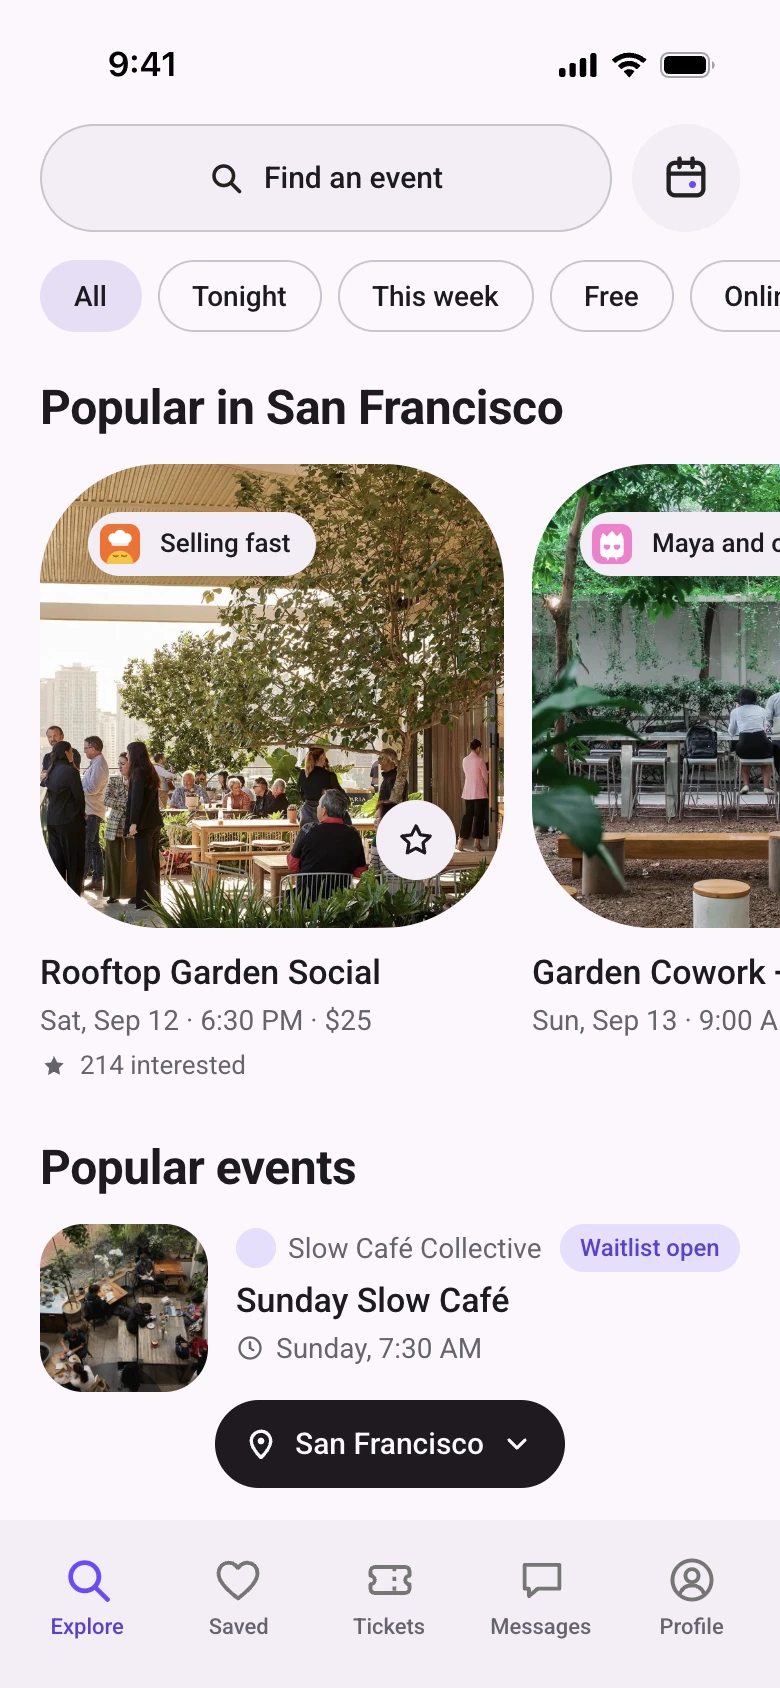 9:41
Find an event
All
Tonight
This week
Free
Onlin
Popular in San Francisco
Selling fast
Maya and
Rooftop Garden Social
Garden Cowork
Sat, Sep 12 · 6:30 PM · $25
Sun, Sep 13 · 9:00 A
214 interested
Popular events
Slow Café Collective
Waitlist open
Sunday Slow Café
Sunday, 7:30 AM
San Francisco
Explore
Saved
Tickets
Messages
Profile